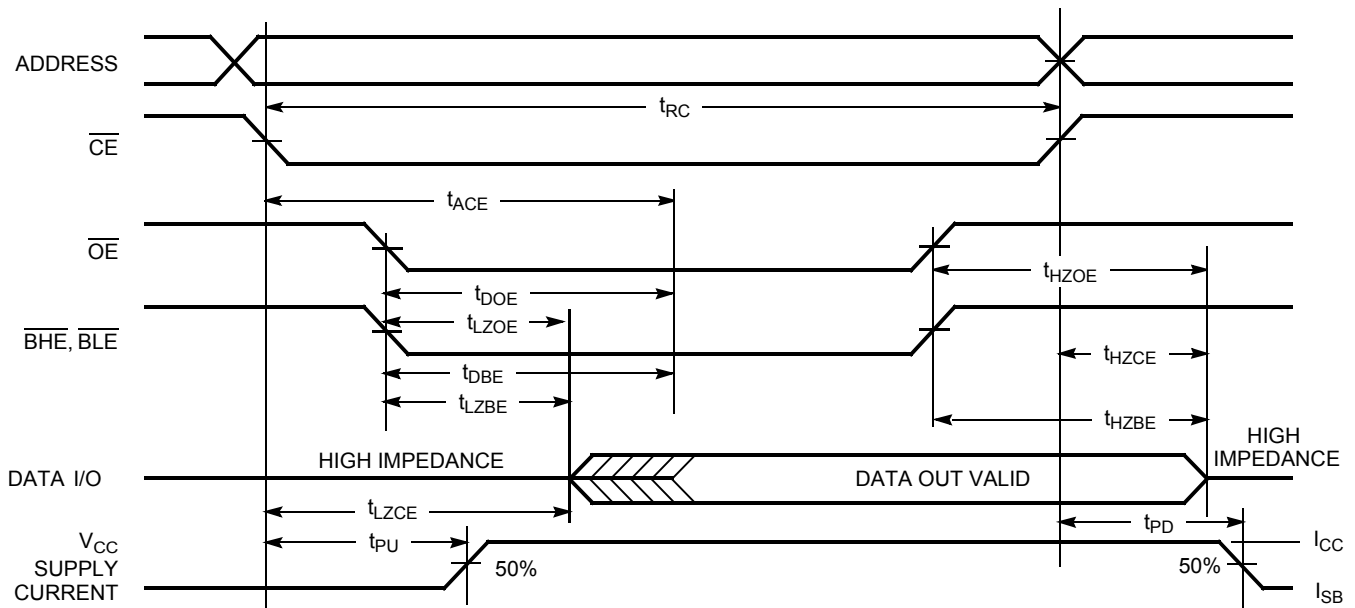 ADDRESS
tRC
CE
tACE
OE
tHZOE
tDOE
tLZOE
BHE, BLE
tHZCE
tDBE
tLZBE
tHZBE
HIGH IMPEDANCE
HIGH
IMPEDANCE
DATA I/O
DATA OUT VALID
tLZCE
tPD
VCC
SUPPLY
CURRENT
tPU
50%
50%
ICC
ISB